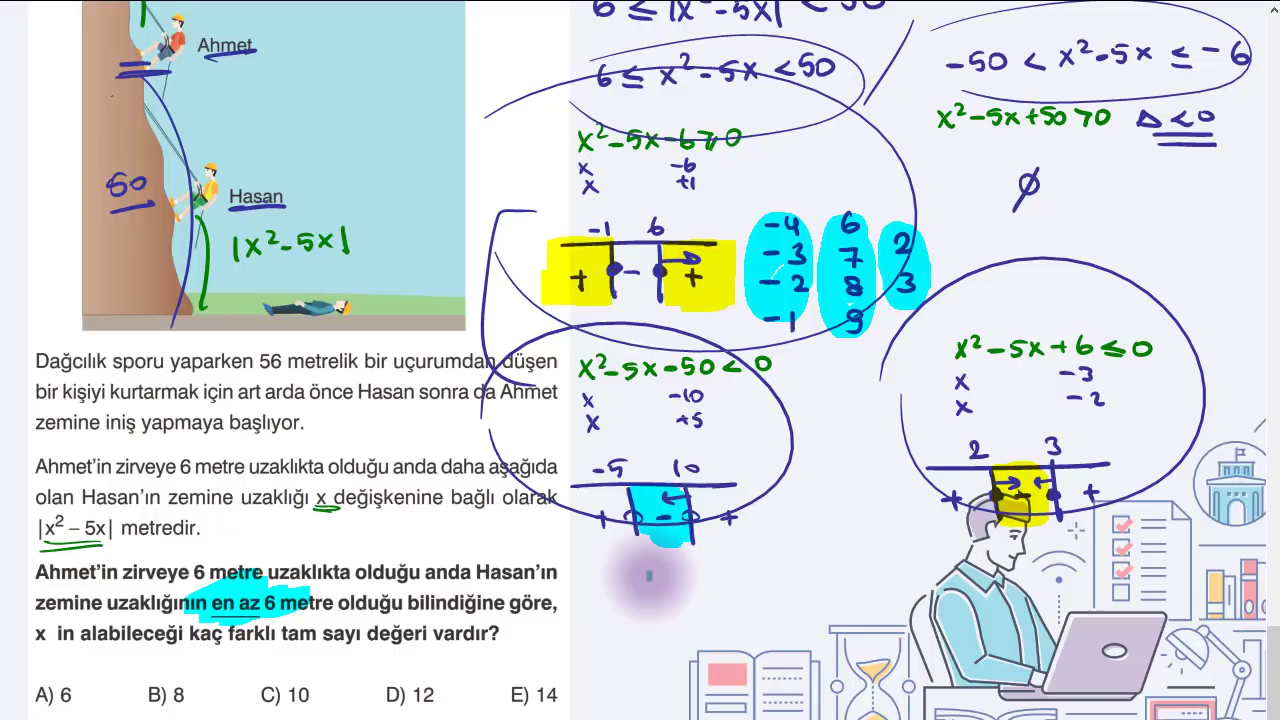 Ahmet
Hasan
50
|x² - 5x|
Dağcılık sporu yaparken 56 metrelik bir uçurumdan düşen
bir kişiyi kurtarmak için art arda önce Hasan sonra da Ahmet
zemine iniş yapmaya başlıyor.
Ahmet'in zirveye 6 metre uzaklıkta olduğu anda daha aşağıda
olan Hasan'ın zemine uzaklığı x değişkenine bağlı olarak
|x² – 5x| metredir.
Ahmet'in zirveye 6 metre uzaklıkta olduğu anda Hasan'ın
zemine uzaklığının en az 6 metre olduğu bilindiğine göre,
x in alabileceği kaç farklı tam sayı değeri vardır?
A) 6 B) 8 C) 10 D) 12 E) 14
6 ≤ |x² - 5x| < 50
6 ≤ x² - 5x < 50
x² - 5x - 6 ≥ 0
x -6
x +1
-1 6
+ - +
-4 6
-3 7 2
-2 8 3
-1 9
x² - 5x - 50 < 0
x -10
x +5
-5 10
+ - +
-50 < x² - 5x ≤ -6
x² - 5x + 50 > 0 Δ < 0
∅
x² - 5x + 6 ≤ 0
x -3
x -2
2 3
+ - +